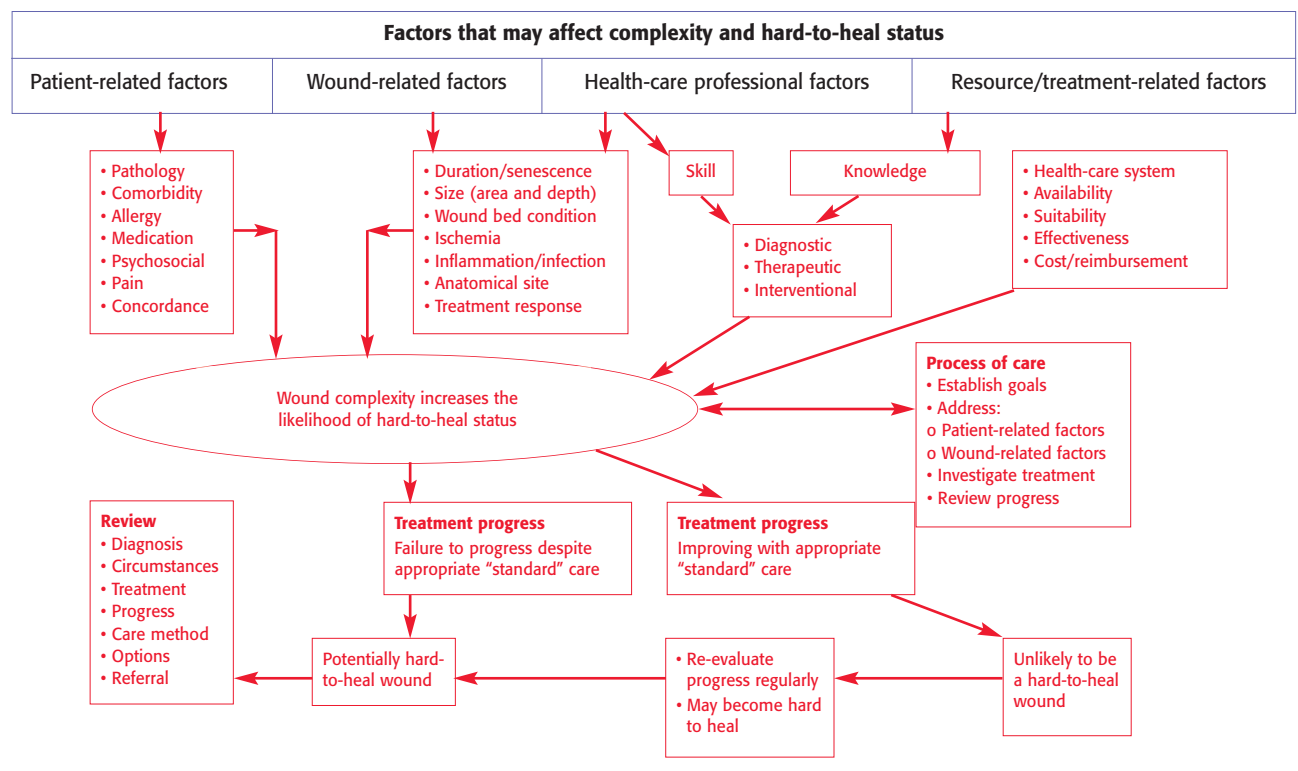 Factors that may affect complexity and hard-to-heal status
Patient-related factors
Wound-related factors
Health-care professional factors
Resource/treatment-related factors
• Pathology
• Comorbidity
• Allergy
• Medication
• Psychosocial
• Pain
• Concordance
• Duration/senescence
• Size (area and depth)
• Wound bed condition
• Ischemia
• Inflammation/infection
• Anatomical site
• Treatment response
Skill
Knowledge
• Diagnostic
• Therapeutic
• Interventional
• Health-care system
• Availability
• Suitability
• Effectiveness
• Cost/reimbursement
Wound complexity increases the
likelihood of hard-to-heal status
Process of care
• Establish goals
• Address:
o Patient-related factors
o Wound-related factors
• Investigate treatment
• Review progress
Treatment progress
Failure to progress despite
appropriate “standard” care
Treatment progress
Improving with appropriate
“standard” care
Review
• Diagnosis
• Circumstances
• Treatment
• Progress
• Care method
• Options
• Referral
Potentially hard-
to-heal wound
• Re-evaluate
progress regularly
• May become hard
to heal
Unlikely to be
a hard-to-heal
wound